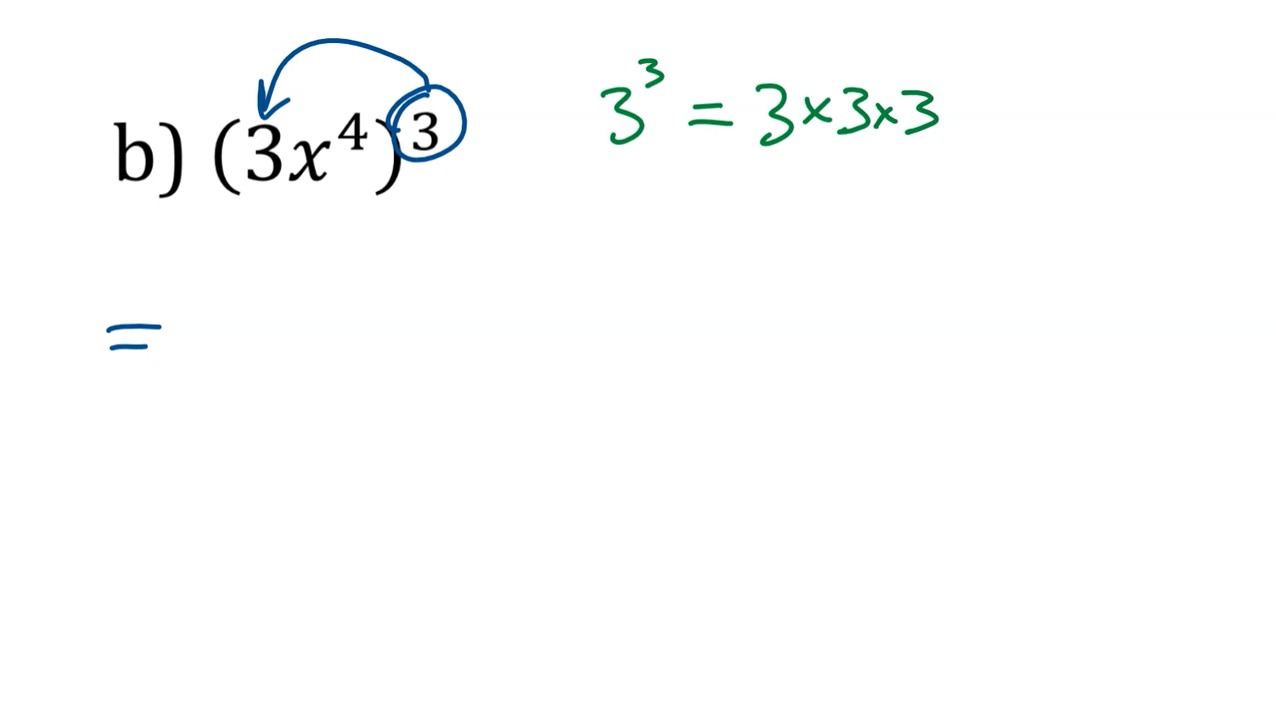 b) (3x⁴)³
3³ = 3×3×3
=